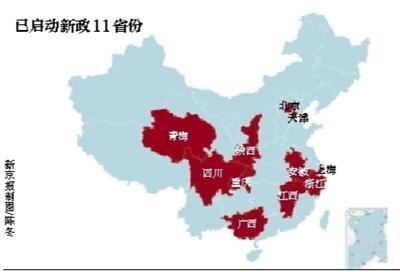 已启动新政11省份
北京
天津
青海
陕西
四川
重庆
安徽
上海
浙江
江西
广西
新京报制图/陈冬